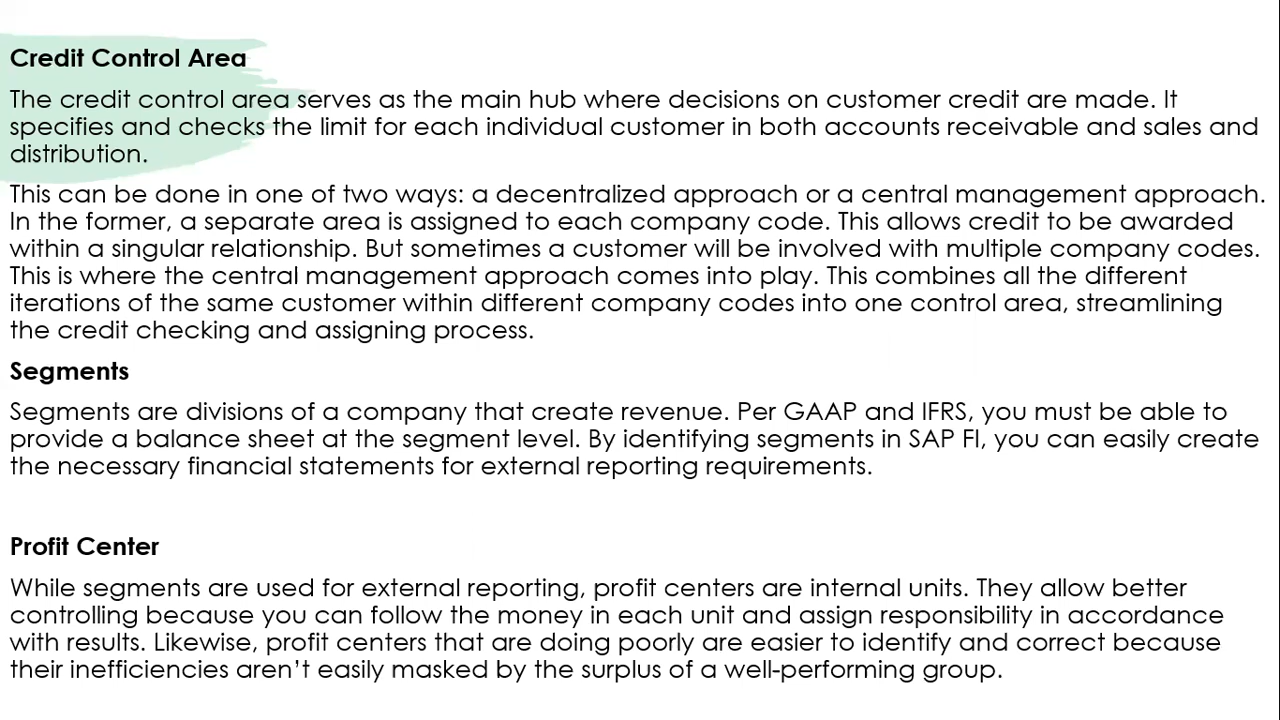 Credit Control Area
The credit control area serves as the main hub where decisions on customer credit are made. It
specifies and checks the limit for each individual customer in both accounts receivable and sales and
distribution.
This can be done in one of two ways: a decentralized approach or a central management approach.
In the former, a separate area is assigned to each company code. This allows credit to be awarded
within a singular relationship. But sometimes a customer will be involved with multiple company codes.
This is where the central management approach comes into play. This combines all the different
iterations of the same customer within different company codes into one control area, streamlining
the credit checking and assigning process.
Segments
Segments are divisions of a company that create revenue. Per GAAP and IFRS, you must be able to
provide a balance sheet at the segment level. By identifying segments in SAP FI, you can easily create
the necessary financial statements for external reporting requirements.
Profit Center
While segments are used for external reporting, profit centers are internal units. They allow better
controlling because you can follow the money in each unit and assign responsibility in accordance
with results. Likewise, profit centers that are doing poorly are easier to identify and correct because
their inefficiencies aren’t easily masked by the surplus of a well-performing group.